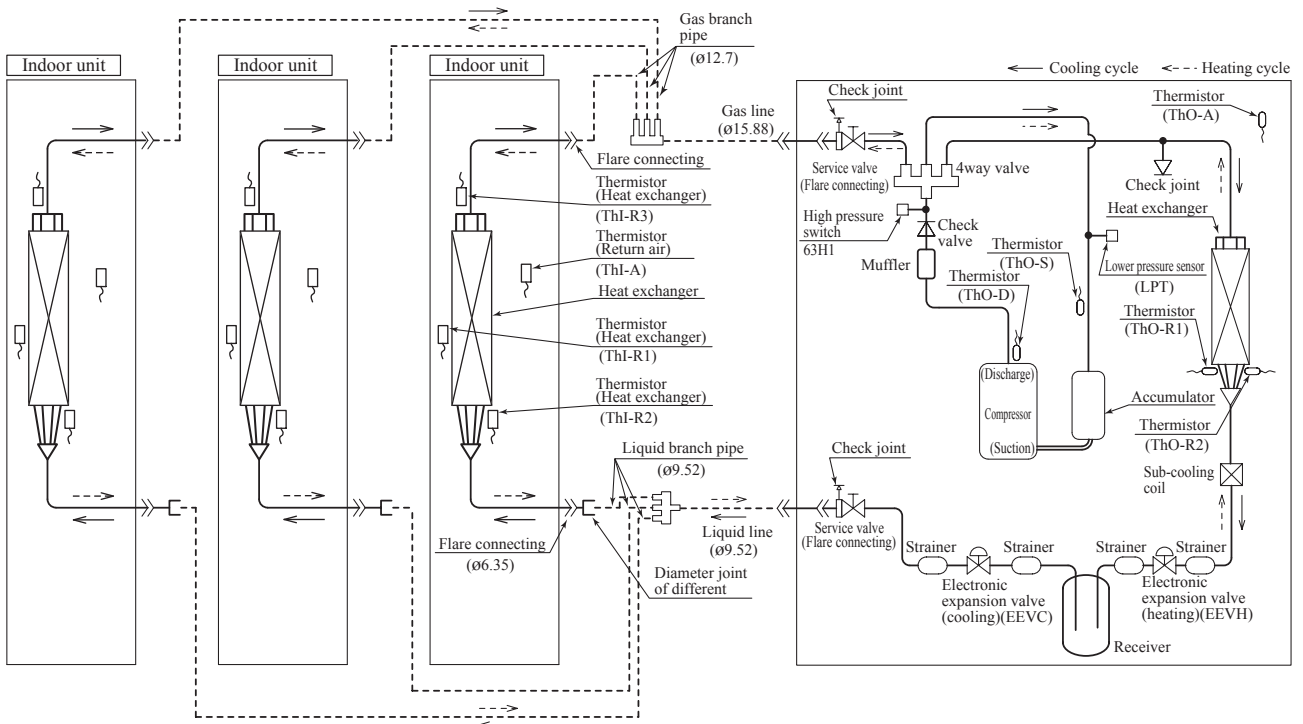 Gas branch
pipe
(ø12.7)
Indoor unit
Indoor unit
Indoor unit
Cooling cycle
Heating cycle
Check joint
Thermistor
(ThO-A)
Gas line
(ø15.88)
Flare connecting
Service valve
(Flare connecting)
4way valve
Check joint
Thermistor
(Heat exchanger)
(ThI-R3)
High pressure
switch
63H1
Check
valve
Heat exchanger
Thermistor
(Return air)
(ThI-A)
Muffler
Thermistor
(ThO-S)
Lower pressure sensor
(LPT)
Thermistor
(ThO-D)
Heat exchanger
Thermistor
(ThO-R1)
Thermistor
(Heat exchanger)
(ThI-R1)
(Discharge)
Compressor
(Suction)
Thermistor
(Heat exchanger)
(ThI-R2)
Accumulator
Thermistor
(ThO-R2)
Liquid branch pipe
(ø9.52)
Check joint
Sub-cooling
coil
Liquid line
(ø9.52)
Service valve
(Flare connecting)
Flare connecting
(ø6.35)
Diameter joint
of different
Strainer
Strainer
Strainer
Strainer
Electronic
expansion valve
(cooling)(EEVC)
Electronic
expansion valve
(heating)(EEVH)
Receiver